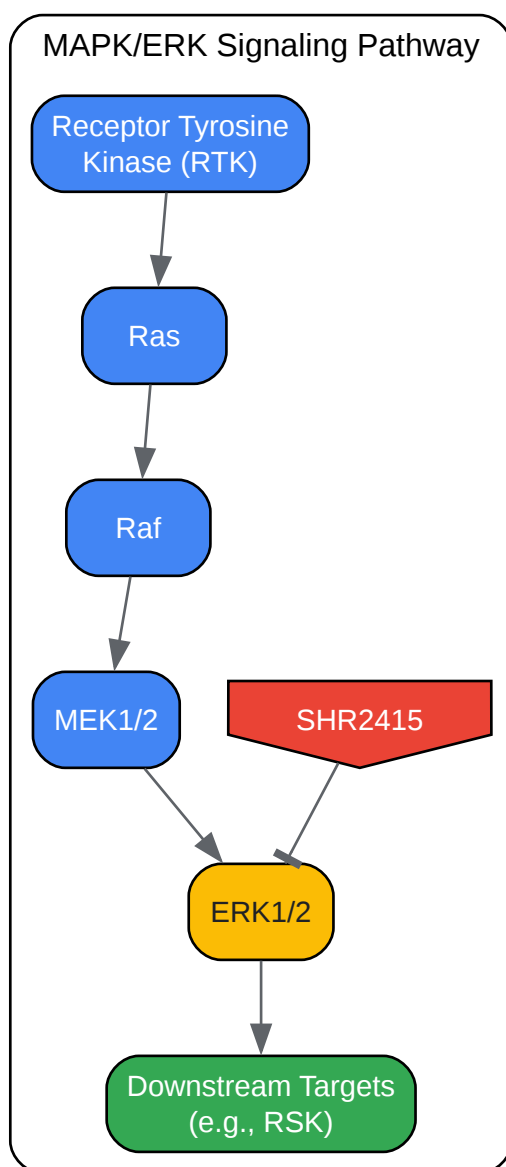 MAPK/ERK Signaling Pathway
Receptor Tyrosine
Kinase (RTK)
Ras
Raf
MEK1/2
SHR2415
ERK1/2
Downstream Targets
(e.g., RSK)